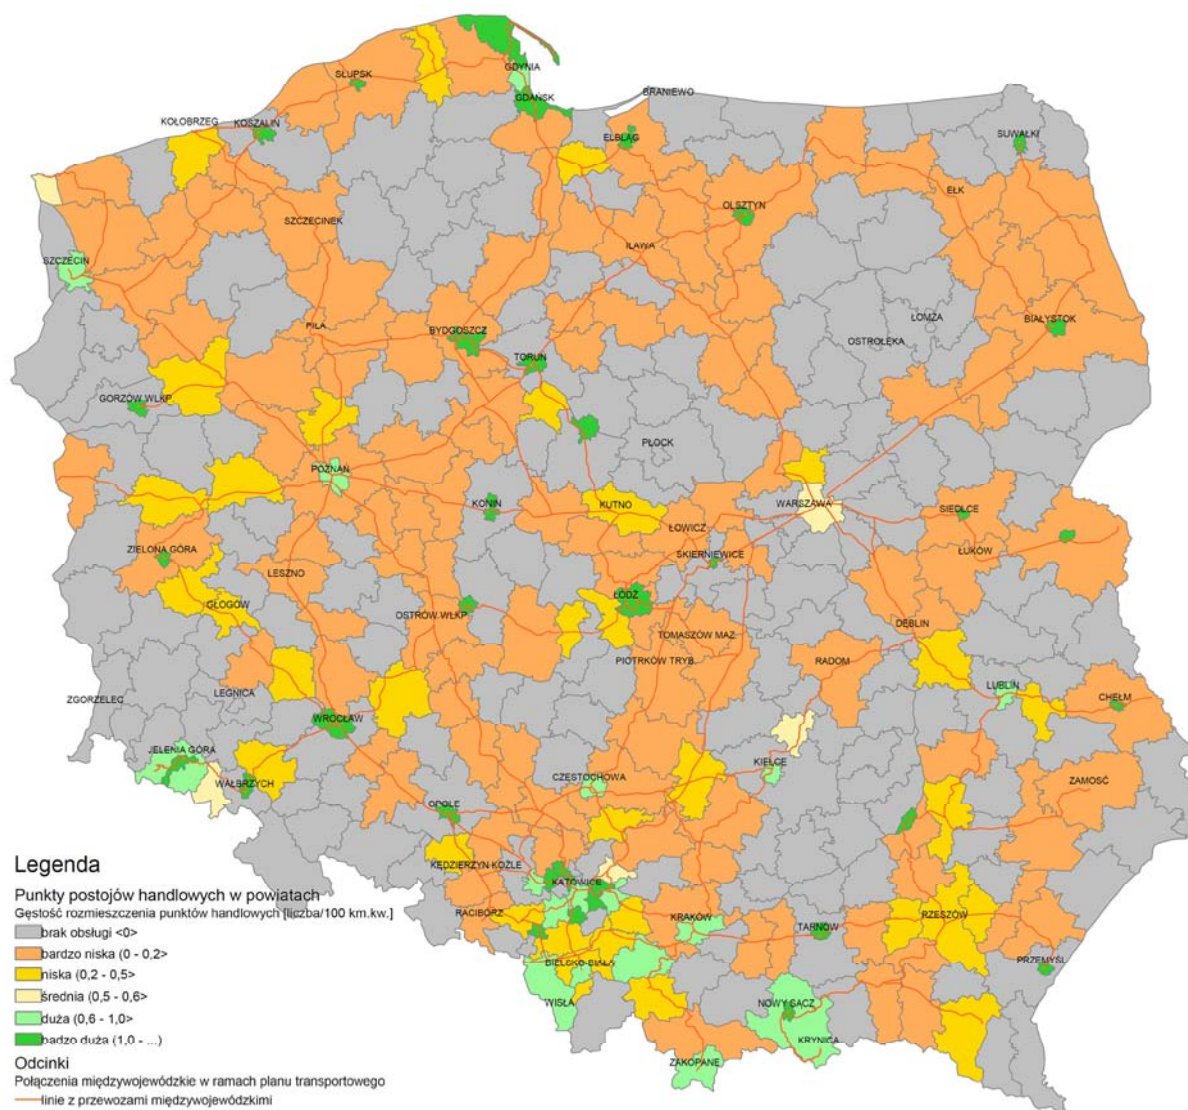 SŁUPSK
GDYNIA
GDAŃSK
BRANIEWO
KOŁOBRZEG
KOSZALIN
ELBLĄG
SUWAŁKI
EŁK
OLSZTYN
SZCZECINEK
IŁAWA
SZCZECIN
PIŁA
BYDGOSZCZ
TORUŃ
BIAŁYSTOK
ŁOMŻA
OSTROŁĘKA
GORZÓW WLKP
PŁOCK
POZNAŃ
KONIN
KUTNO
WARSZAWA
SIEDLCE
ŁOWICZ
SKIERNIEWICE
ŁUKÓW
ZIELONA GÓRA
LESZNO
GŁOGÓW
OSTRÓW WLKP
ŁÓDŹ
TOMASZÓW MAZ.
DĘBLIN
PIOTRKÓW TRYB.
RADOM
ZGORZELEC
LEGNICA
LUBLIN
CHEŁM
WROCŁAW
JELENIA GÓRA
WAŁBRZYCH
KIELCE
CZĘSTOCHOWA
ZAMOŚĆ
OPOLE
KĘDZIERZYN KOŹLE
KATOWICE
RACIBÓRZ
KRAKÓW
TARNÓW
RZESZÓW
BIELSKO-BIAŁA
PRZEMYŚL
WISŁA
NOWY SĄCZ
KRYNICA
ZAKOPANE
Legenda
Punkty postojów handlowych w powiatach
Gęstość rozmieszczenia punktów handlowych [liczba/100 km.kw.]
brak obsługi <0>
bardzo niska (0 - 0,2>
niska (0,2 - 0,5>
średnia (0,5 - 0,6>
duża (0,6 - 1,0>
badzo duża (1,0 - ...)
Odcinki
Połączenia międzywojewódzkie w ramach planu transportowego
linie z przewozami międzywojewódzkimi